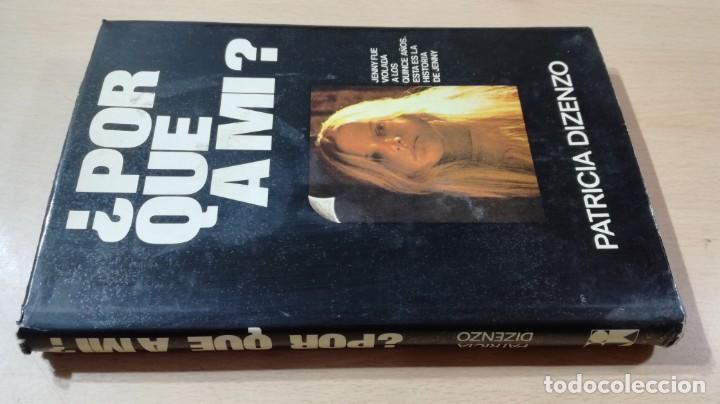 ¿POR
QUE
A MI?
JENNY FUE
VIOLADA
A LOS
QUINCE AÑOS.
ESTA ES LA
HISTORIA
DE JENNY
PATRICIA DIZENZO
¿POR QUE A MI?
PATRICIA
DIZENZO
todocoleccion